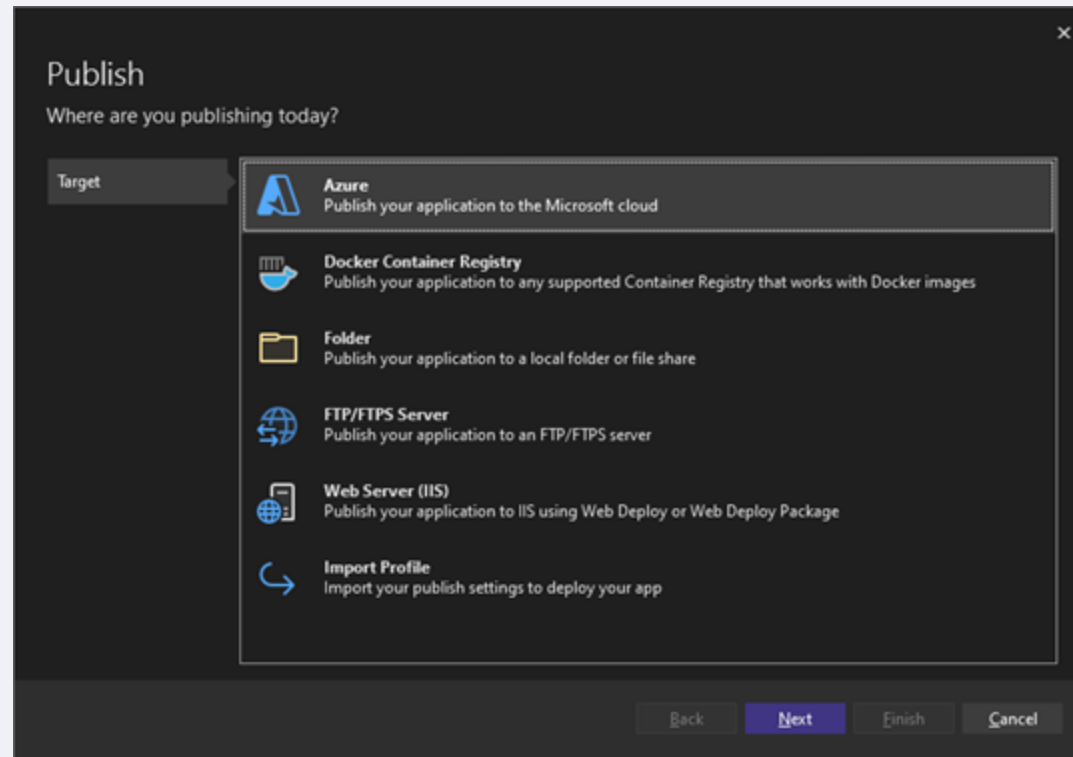 Publish
Where are you publishing today?
Target
Azure
Publish your application to the Microsoft cloud
Docker Container Registry
Publish your application to any supported Container Registry that works with Docker images
Folder
Publish your application to a local folder or file share
FTP/FTPS Server
Publish your application to an FTP/FTPS server
Web Server (IIS)
Publish your application to IIS using Web Deploy or Web Deploy Package
Import Profile
Import your publish settings to deploy your app
Back
Next
Finish
Cancel